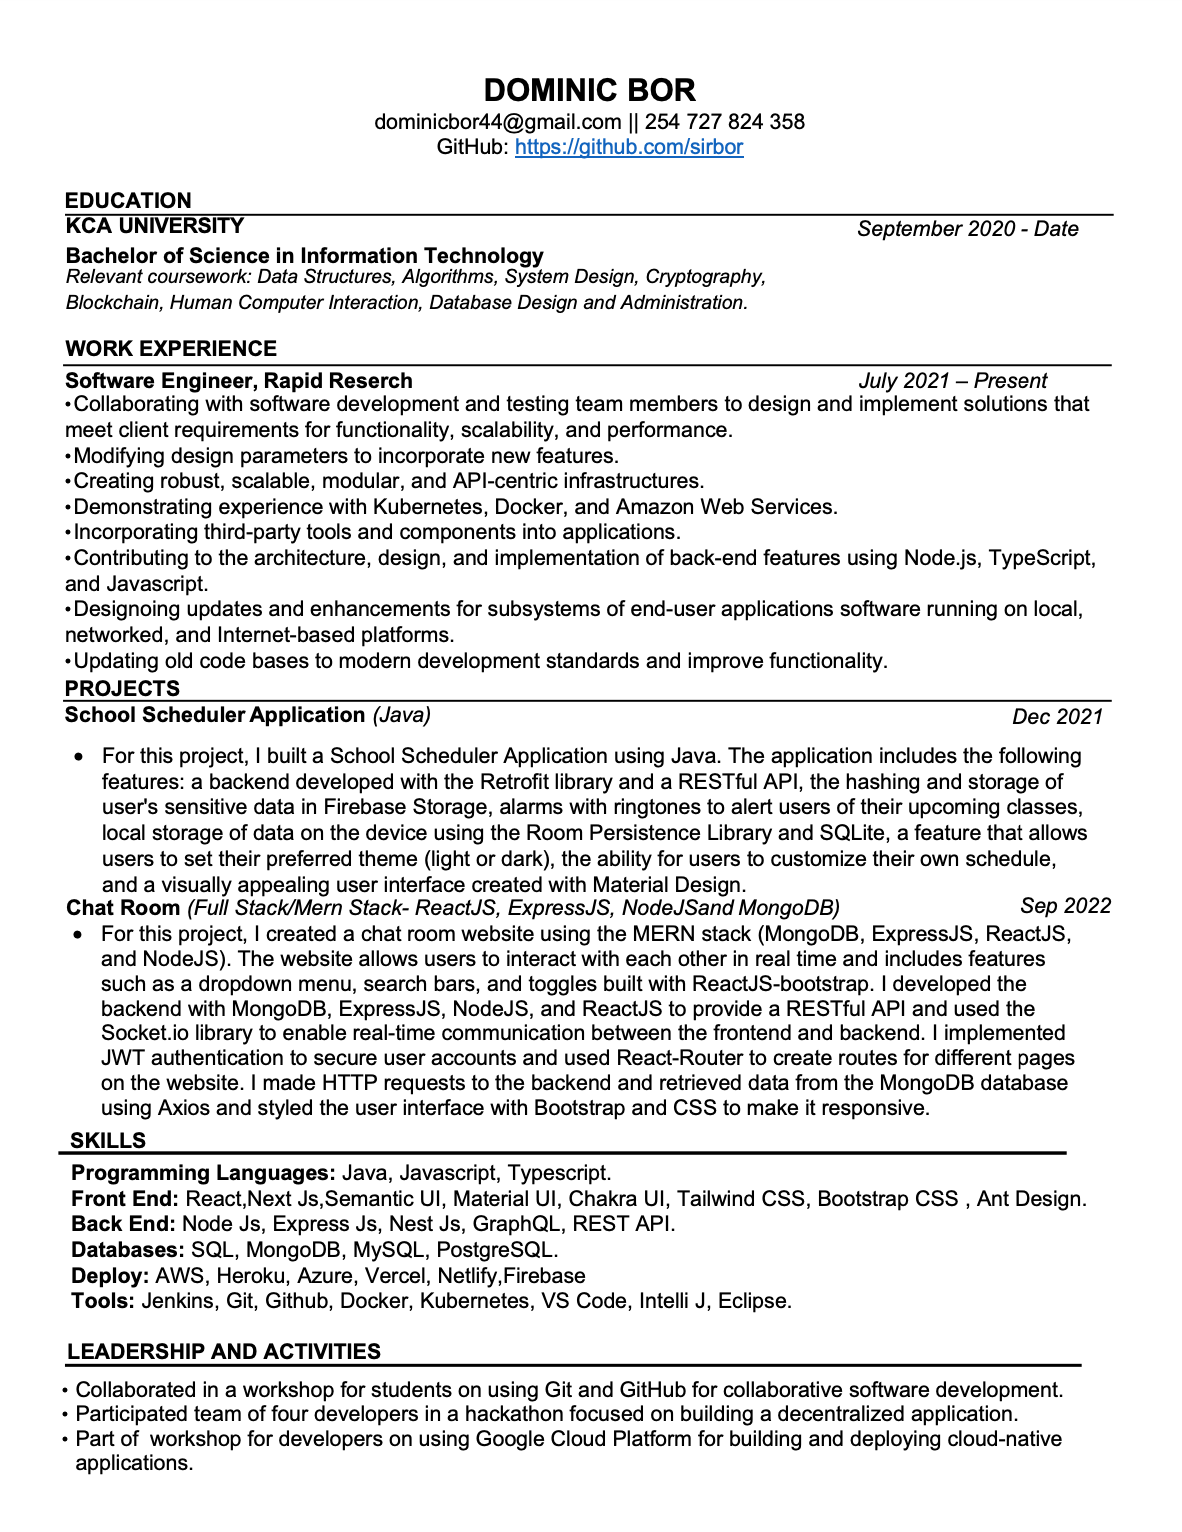 DOMINIC BOR
dominicbor44@gmail.com || 254 727 824 358
GitHub: https://github.com/sirbor
EDUCATION
KCA UNIVERSITY September 2020 - Date
Bachelor of Science in Information Technology
Relevant coursework: Data Structures, Algorithms, System Design, Cryptography,
Blockchain, Human Computer Interaction, Database Design and Administration.
WORK EXPERIENCE
Software Engineer, Rapid Reserch July 2021 – Present
•Collaborating with software development and testing team members to design and implement solutions that
meet client requirements for functionality, scalability, and performance.
•Modifying design parameters to incorporate new features.
•Creating robust, scalable, modular, and API-centric infrastructures.
•Demonstrating experience with Kubernetes, Docker, and Amazon Web Services.
•Incorporating third-party tools and components into applications.
•Contributing to the architecture, design, and implementation of back-end features using Node.js, TypeScript,
and Javascript.
•Designoing updates and enhancements for subsystems of end-user applications software running on local,
networked, and Internet-based platforms.
•Updating old code bases to modern development standards and improve functionality.
PROJECTS
School Scheduler Application (Java) Dec 2021
• For this project, I built a School Scheduler Application using Java. The application includes the following
features: a backend developed with the Retrofit library and a RESTful API, the hashing and storage of
user's sensitive data in Firebase Storage, alarms with ringtones to alert users of their upcoming classes,
local storage of data on the device using the Room Persistence Library and SQLite, a feature that allows
users to set their preferred theme (light or dark), the ability for users to customize their own schedule,
and a visually appealing user interface created with Material Design.
Chat Room (Full Stack/Mern Stack- ReactJS, ExpressJS, NodeJSand MongoDB) Sep 2022
• For this project, I created a chat room website using the MERN stack (MongoDB, ExpressJS, ReactJS,
and NodeJS). The website allows users to interact with each other in real time and includes features
such as a dropdown menu, search bars, and toggles built with ReactJS-bootstrap. I developed the
backend with MongoDB, ExpressJS, NodeJS, and ReactJS to provide a RESTful API and used the
Socket.io library to enable real-time communication between the frontend and backend. I implemented
JWT authentication to secure user accounts and used React-Router to create routes for different pages
on the website. I made HTTP requests to the backend and retrieved data from the MongoDB database
using Axios and styled the user interface with Bootstrap and CSS to make it responsive.
SKILLS
Programming Languages: Java, Javascript, Typescript.
Front End: React,Next Js,Semantic UI, Material UI, Chakra UI, Tailwind CSS, Bootstrap CSS , Ant Design.
Back End: Node Js, Express Js, Nest Js, GraphQL, REST API.
Databases: SQL, MongoDB, MySQL, PostgreSQL.
Deploy: AWS, Heroku, Azure, Vercel, Netlify,Firebase
Tools: Jenkins, Git, Github, Docker, Kubernetes, VS Code, Intelli J, Eclipse.
LEADERSHIP AND ACTIVITIES
• Collaborated in a workshop for students on using Git and GitHub for collaborative software development.
• Participated team of four developers in a hackathon focused on building a decentralized application.
• Part of  workshop for developers on using Google Cloud Platform for building and deploying cloud-native
applications.